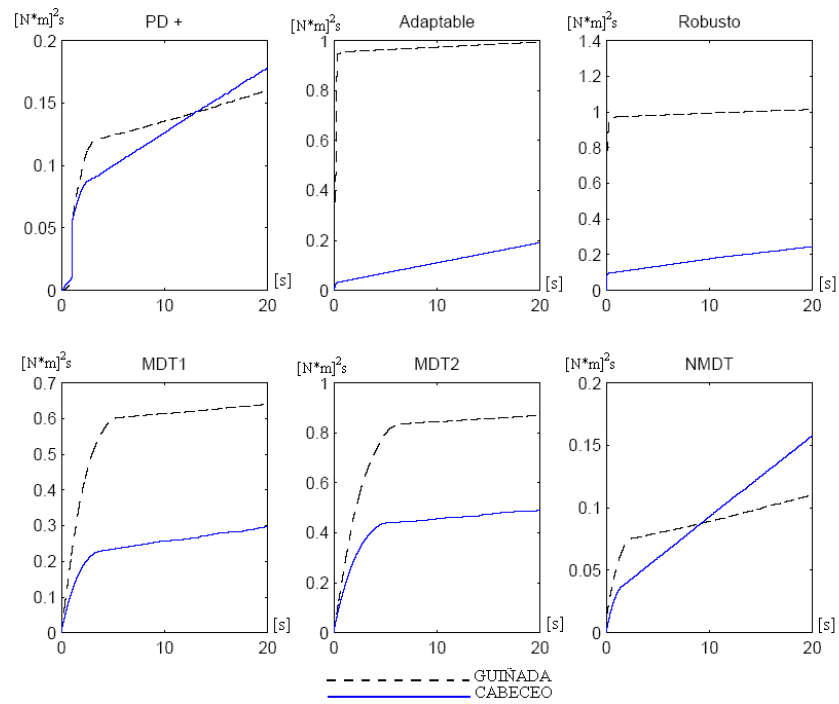 [N*m]²s
PD +
0.2
0.15
0.1
0.05
0
0 10 20
[s]
[N*m]²s
Adaptable
1
0.8
0.6
0.4
0.2
0
0 10 20
[s]
[N*m]²s
Robusto
1.4
1.2
1
0.8
0.6
0.4
0.2
0
0 10 20
[N*m]²s
MDT1
0.7
0.6
0.5
0.4
0.3
0.2
0.1
0
0 10 20
[s]
[N*m]²s
MDT2
1
0.8
0.6
0.4
0.2
0
0 10 20
[s]
[N*m]²s
NMDT
0.2
0.15
0.1
0.05
0
0 10 20
GUIÑADA
CABECEO